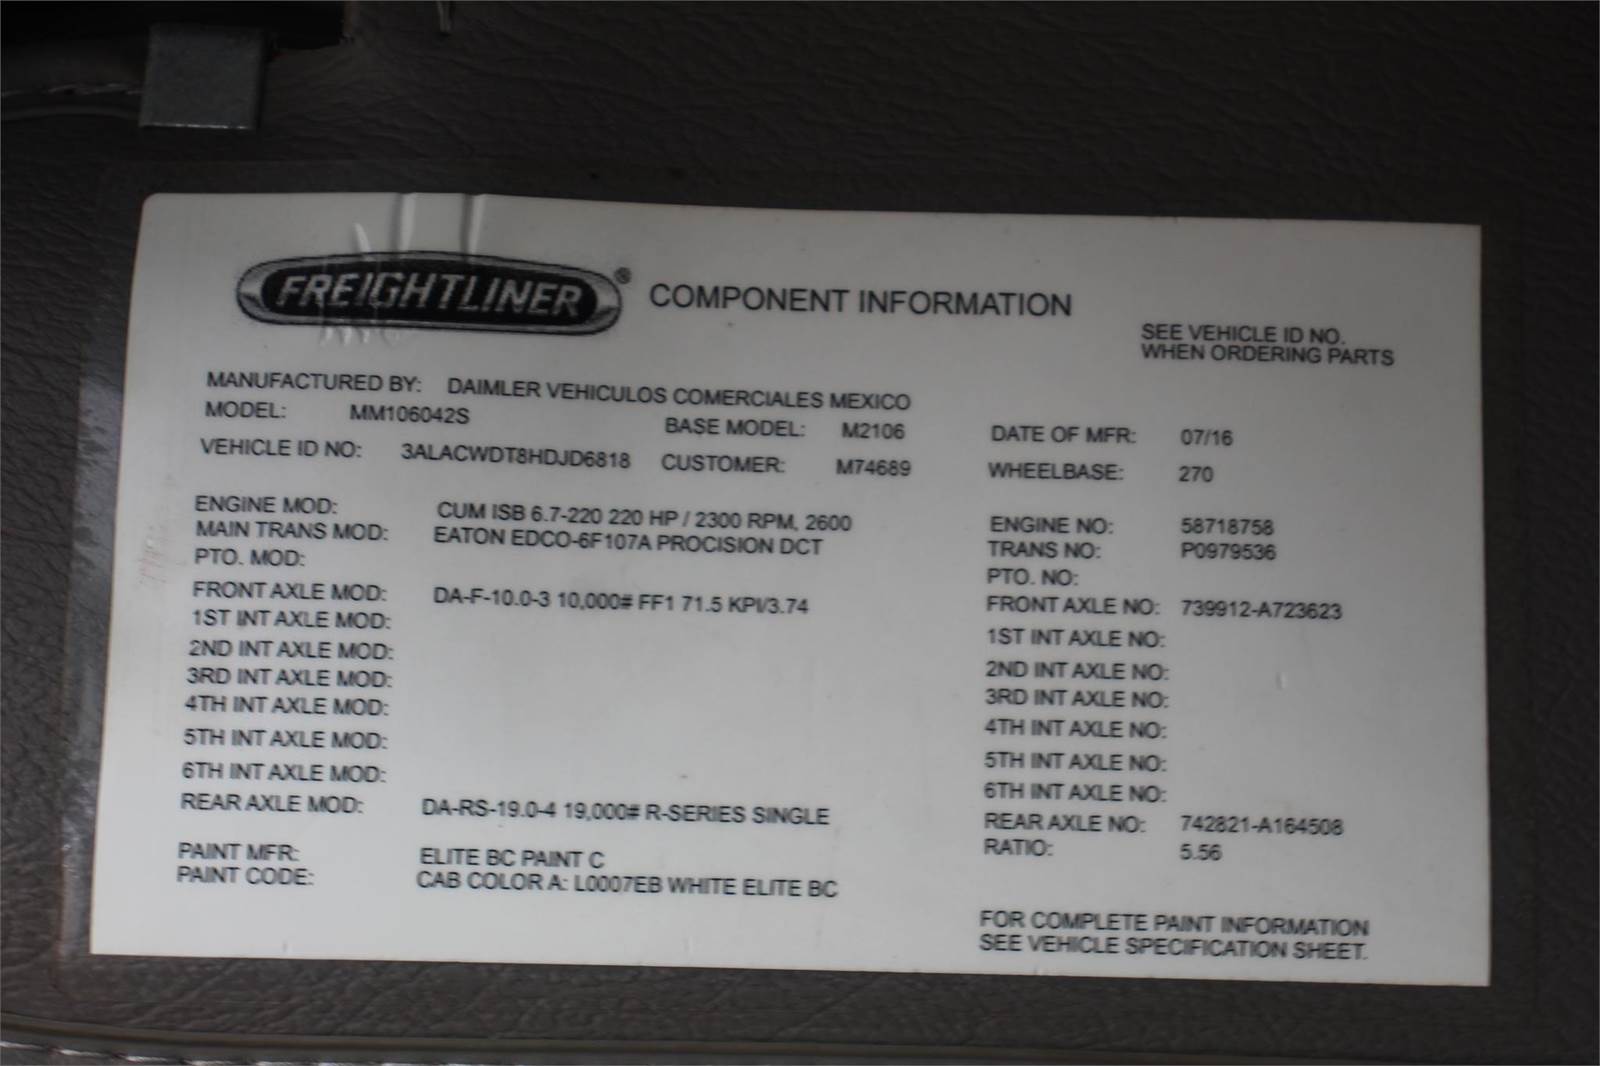 FREIGHTLINER® COMPONENT INFORMATION
SEE VEHICLE ID NO.
WHEN ORDERING PARTS
MANUFACTURED BY: DAIMLER VEHICULOS COMERCIALES MEXICO
MODEL: MM106042S BASE MODEL: M2106 DATE OF MFR: 07/16
VEHICLE ID NO: 3ALACWDT8HDJD6818 CUSTOMER: M74689 WHEELBASE: 270
ENGINE MOD: CUM ISB 6.7-220 220 HP / 2300 RPM, 2600 ENGINE NO: 58718758
MAIN TRANS MOD: EATON EDCO-6F107A PROCISION DCT TRANS NO: P0979536
PTO. MOD: PTO. NO:
FRONT AXLE MOD: DA-F-10.0-3 10,000# FF1 71.5 KPI/3.74 FRONT AXLE NO: 739912-A723623
1ST INT AXLE MOD: 1ST INT AXLE NO:
2ND INT AXLE MOD: 2ND INT AXLE NO:
3RD INT AXLE MOD: 3RD INT AXLE NO:
4TH INT AXLE MOD: 4TH INT AXLE NO:
5TH INT AXLE MOD: 5TH INT AXLE NO:
6TH INT AXLE MOD: 6TH INT AXLE NO:
REAR AXLE MOD: DA-RS-19.0-4 19,000# R-SERIES SINGLE REAR AXLE NO: 742821-A164508
RATIO: 5.56
PAINT MFR: ELITE BC PAINT C
PAINT CODE: CAB COLOR A: L0007EB WHITE ELITE BC
FOR COMPLETE PAINT INFORMATION
SEE VEHICLE SPECIFICATION SHEET.